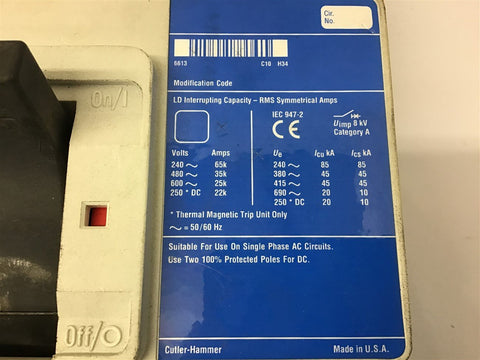 Cir.
No.
6613 C10 H34
Modification Code
LD Interrupting Capacity – RMS Symmetrical Amps
IEC 947-2
CE
Uimp 8 kV
Category A
Volts Amps
240 ~ 65k
480 ~ 35k
600 ~ 25k
250 * DC 22k
Ue Icu kA Ics kA
240 ~ 85 85
380 ~ 45 45
415 ~ 45 45
690 ~ 20 10
250 * DC 20 10
* Thermal Magnetic Trip Unit Only
~ = 50/60 Hz
Suitable For Use On Single Phase AC Circuits.
Use Two 100% Protected Poles For DC.
Cutler-Hammer Made in U.S.A.
On/I
Off/O